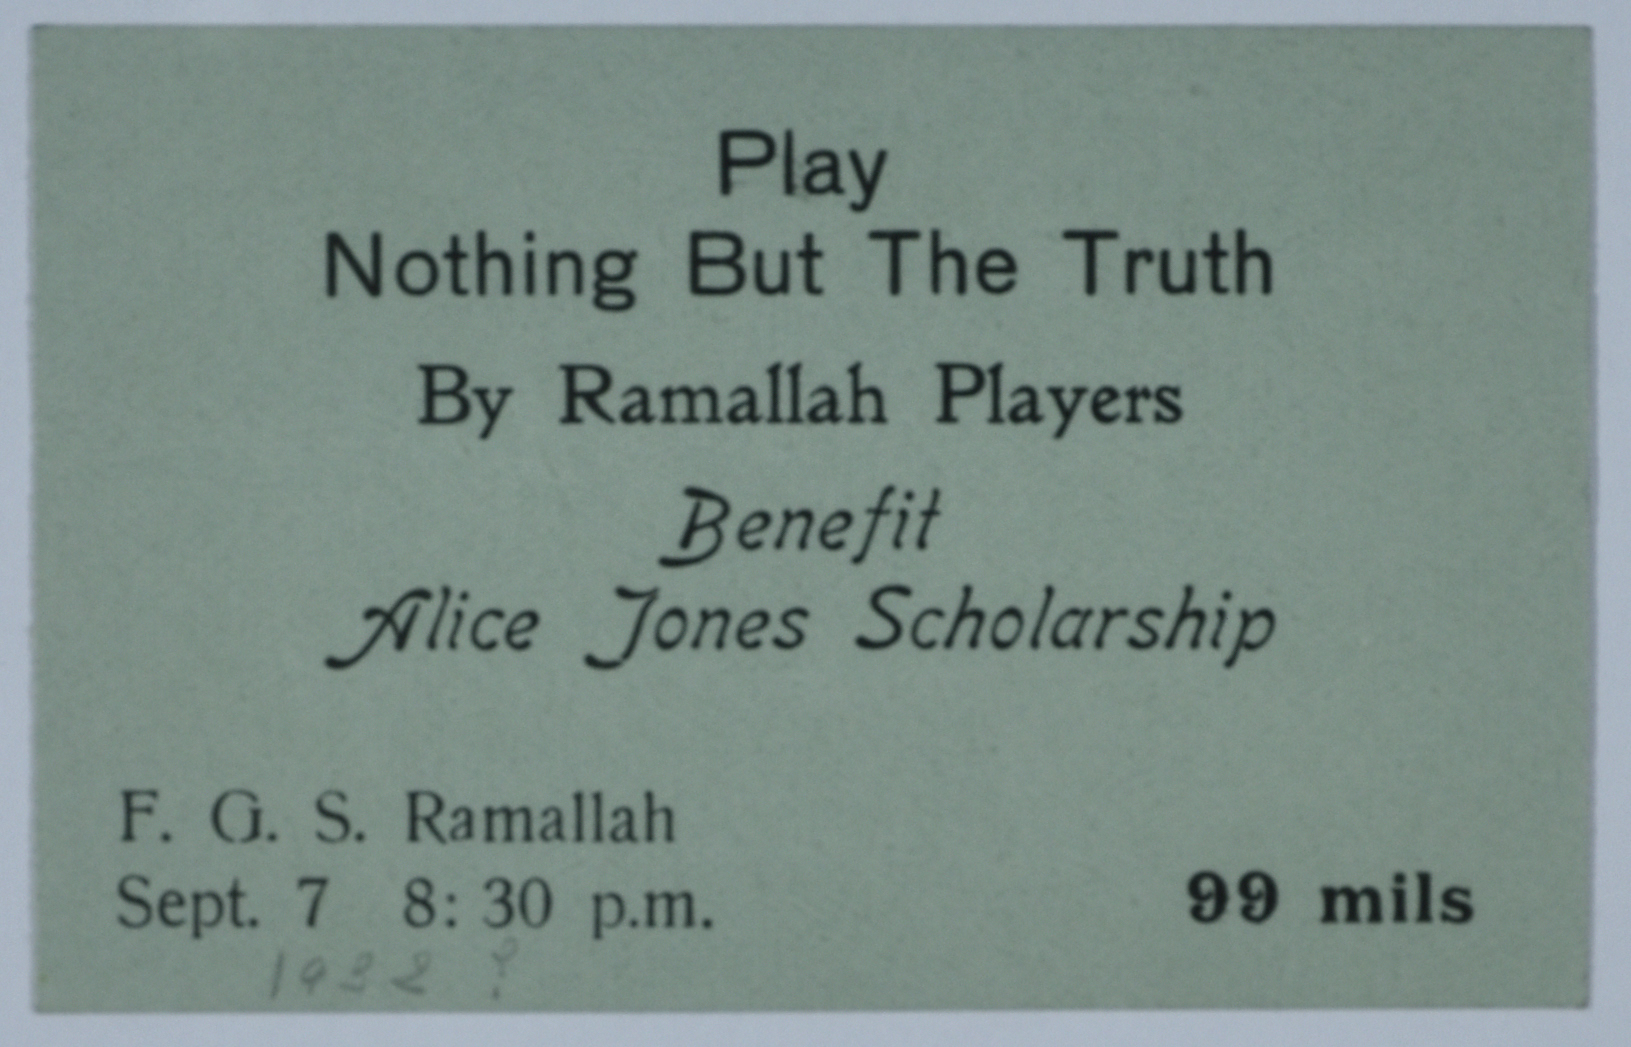 Play
Nothing But The Truth
By Ramallah Players
Benefit
Alice Jones Scholarship
F. G. S. Ramallah
Sept. 7 8: 30 p.m.
99 mils
1932 ?